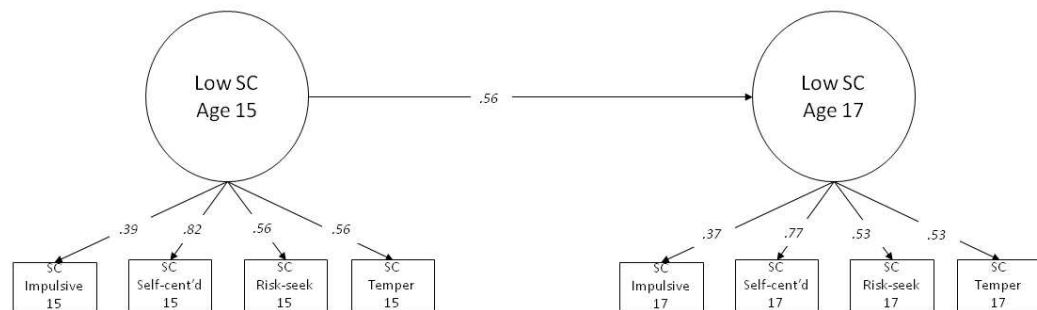 Low SC
Age 15
.56
Low SC
Age 17
.39
.82
.56
.56
.37
.77
.53
.53
SC
Impulsive
15
SC
Self-cent'd
15
SC
Risk-seek
15
SC
Temper
15
SC
Impulsive
17
SC
Self-cent'd
17
SC
Risk-seek
17
SC
Temper
17